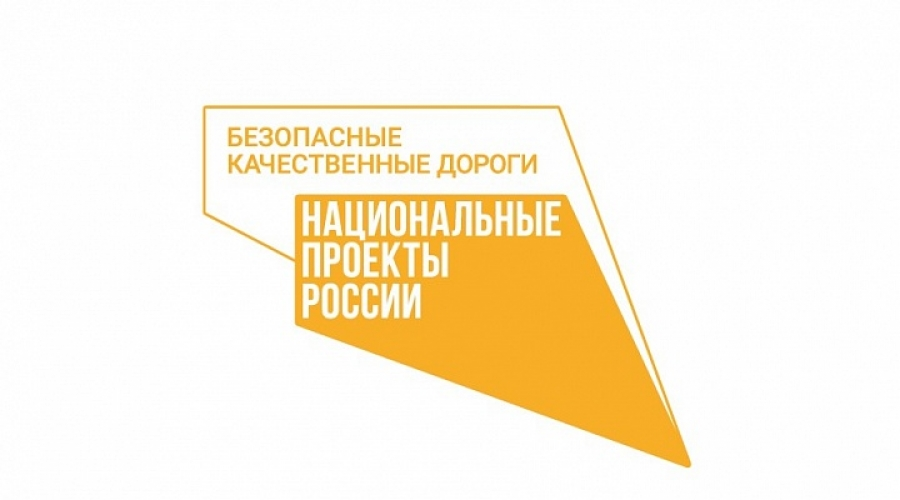 БЕЗОПАСНЫЕ
КАЧЕСТВЕННЫЕ ДОРОГИ
НАЦИОНАЛЬНЫЕ
ПРОЕКТЫ
РОССИИ